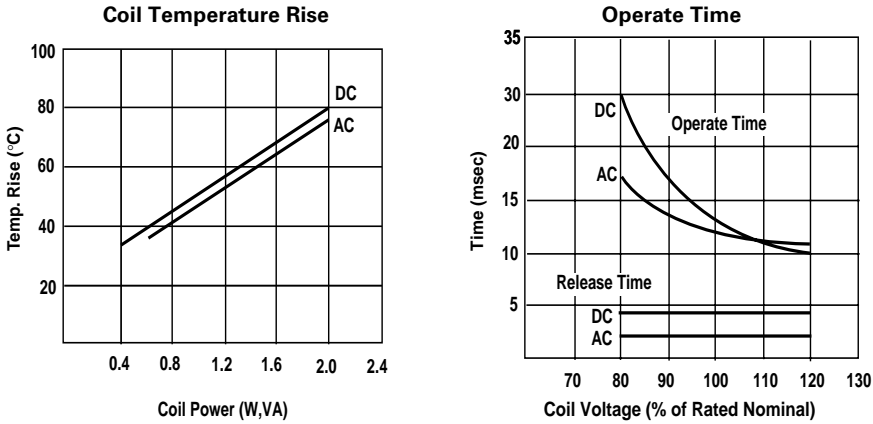 Coil Temperature Rise
100
80
60
40
20
DC
AC
Temp. Rise (°C)
0.4 0.8 1.2 1.6 2.0 2.4
Coil Power (W,VA)
Operate Time
35
30
20
15
10
5
DC
Operate Time
AC
Release Time
DC
AC
Time (msec)
70 80 90 100 110 120 130
Coil Voltage (% of Rated Nominal)